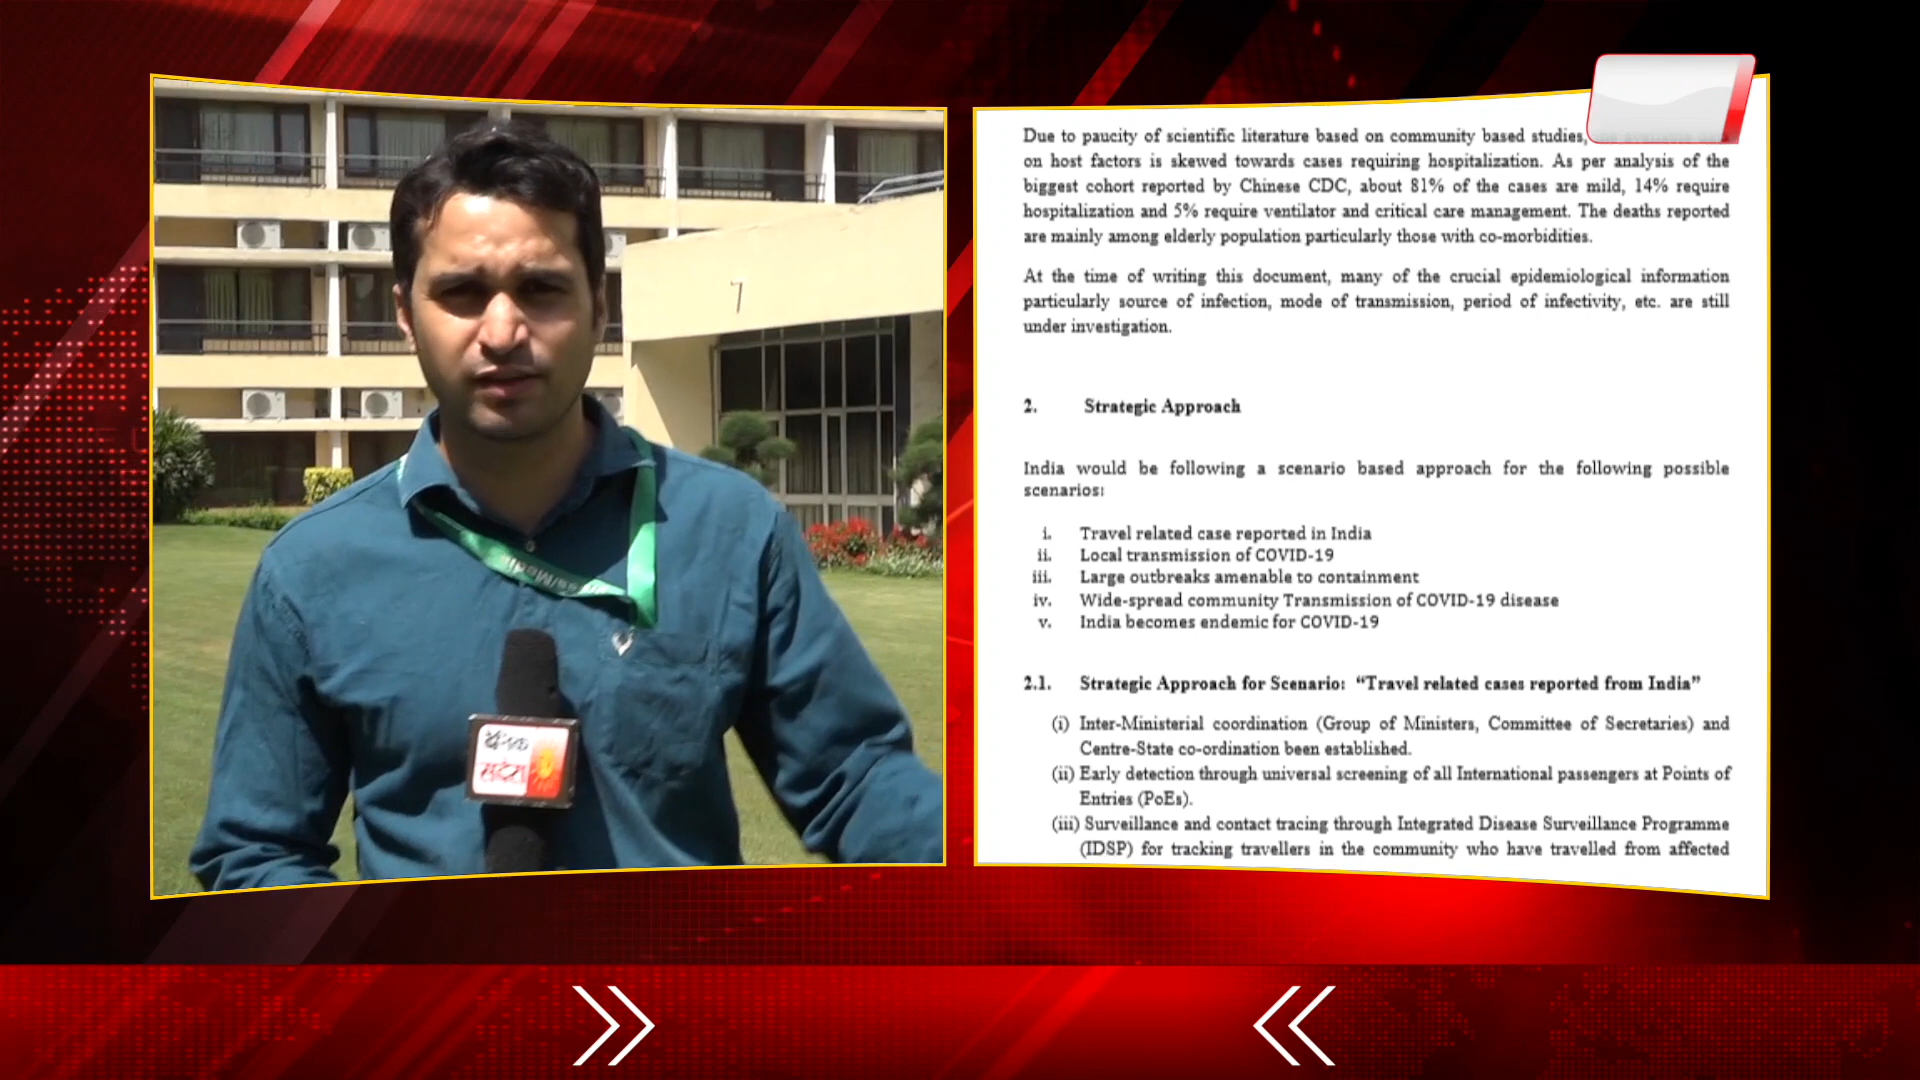 दैनिक
सवेरा
Due to paucity of scientific literature based on community based studies,
on host factors is skewed towards cases requiring hospitalization. As per analysis of the
biggest cohort reported by Chinese CDC, about 81% of the cases are mild, 14% require
hospitalization and 5% require ventilator and critical care management. The deaths reported
are mainly among elderly population particularly those with co-morbidities.
At the time of writing this document, many of the crucial epidemiological information
particularly source of infection, mode of transmission, period of infectivity, etc. are still
under investigation.
2. Strategic Approach
India would be following a scenario based approach for the following possible
scenarios:
i. Travel related case reported in India
ii. Local transmission of COVID-19
iii. Large outbreaks amenable to containment
iv. Wide-spread community Transmission of COVID-19 disease
v. India becomes endemic for COVID-19
2.1. Strategic Approach for Scenario: “Travel related cases reported from India”
(i) Inter-Ministerial coordination (Group of Ministers, Committee of Secretaries) and
Centre-State co-ordination been established.
(ii) Early detection through universal screening of all International passengers at Points of
Entries (PoEs).
(iii) Surveillance and contact tracing through Integrated Disease Surveillance Programme
(IDSP) for tracking travellers in the community who have travelled from affected